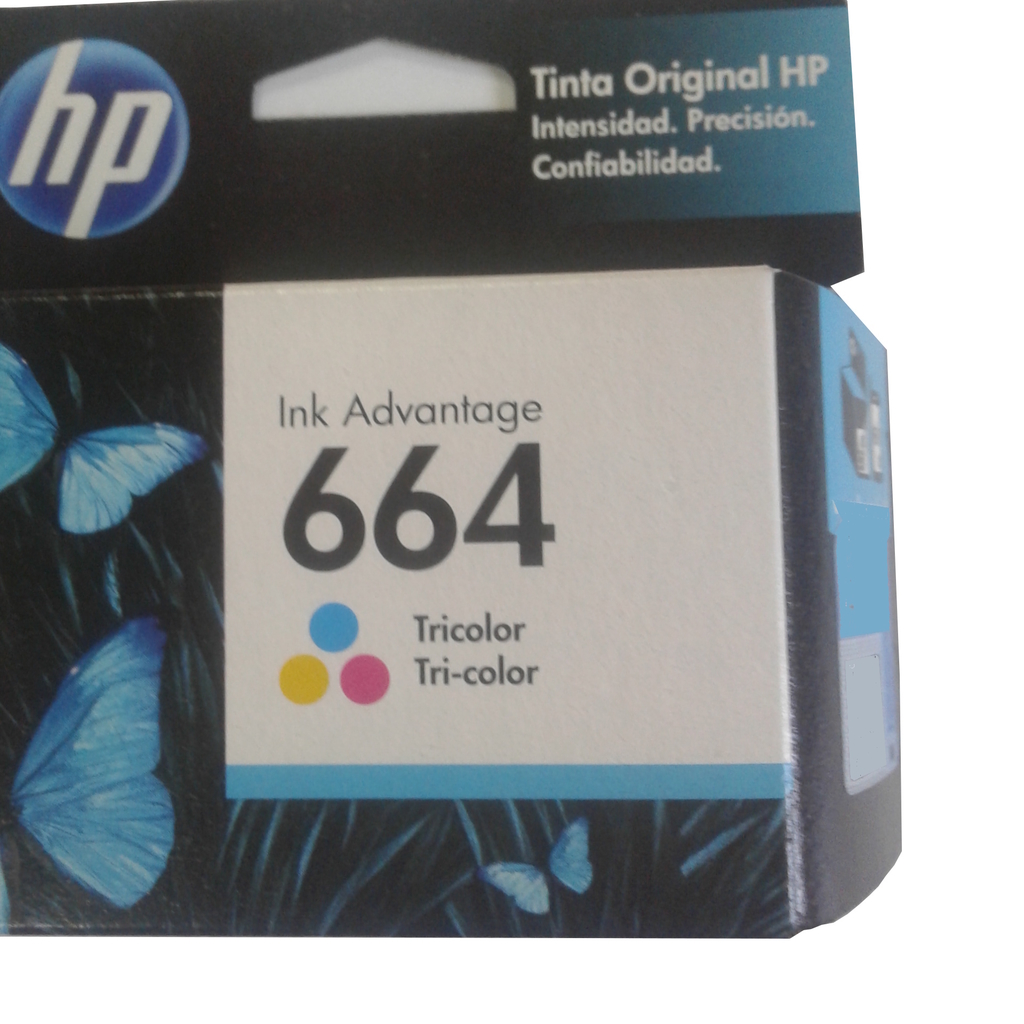 hp
Tinta Original HP
Intensidad. Precisión.
Confiabilidad.
Ink Advantage
664
Tricolor
Tri-color